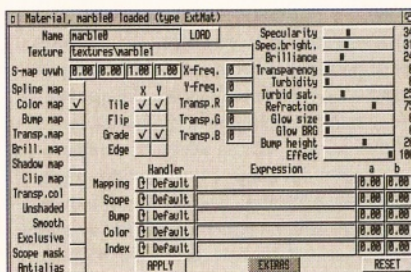 Material, marble0 loaded (type ExtMat)
Name marble0 LOAD
Texture textures\marble1
S-map uvwh 0.00 0.00 1.00 1.00 X-Freq. 0
Y-Freq. 0
Spline map X Y Transp.R 0
Color map Tile Transp.G 0
Bump map Flip Transp.B 0
Transp.map Grade
Brill. map Edge
Shadow map
Clip map
Transp.col
Unshaded
Smooth
Exclusive
Scope mask
Antialias
Specularity
Spec.bright.
Brilliance
Transparency
Turbidity
Turbid sat.
Refraction
Glow size
Glow BRG
Bump height
Effect 100
Handler Expression a b
Mapping Default 0.00 0.00
Scope Default 0.00 0.00
Bump Default 0.00 0.00
Color Default 0.00 0.00
Index Default 0.00 0.00
APPLY EXTRAS RESET